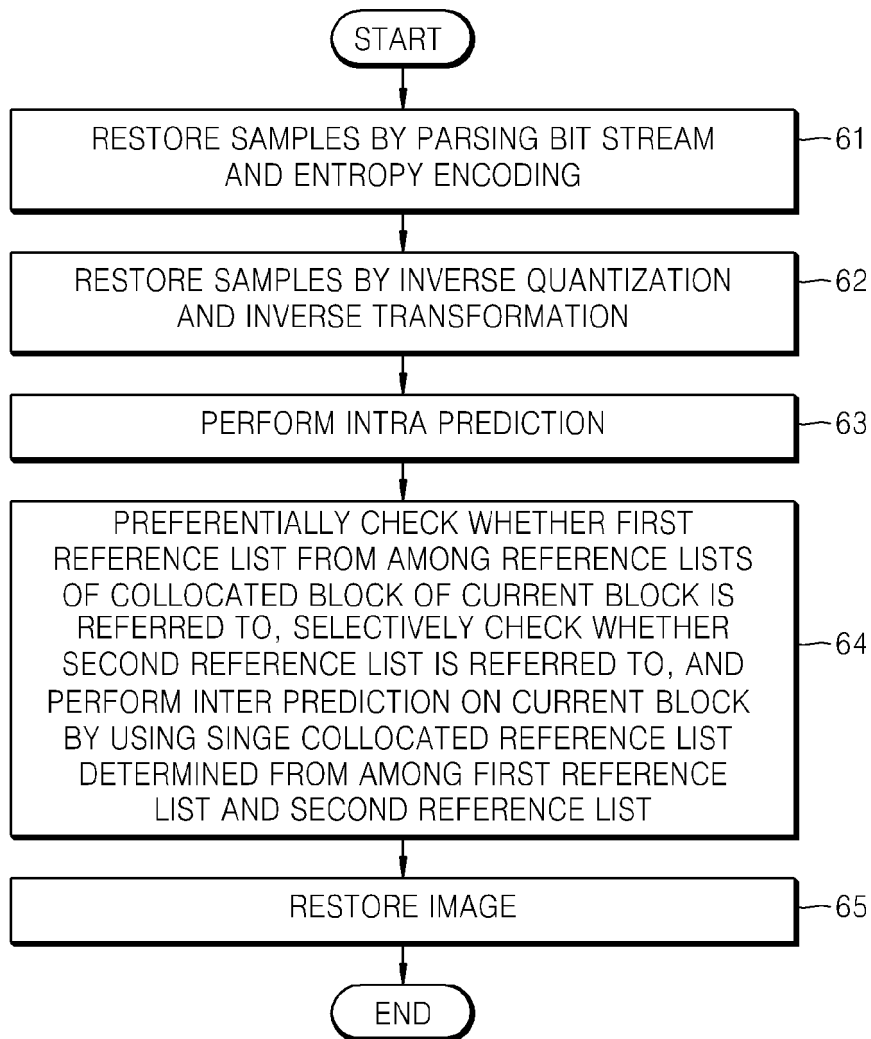 START
RESTORE SAMPLES BY PARSING BIT STREAM
AND ENTROPY ENCODING
61
RESTORE SAMPLES BY INVERSE QUANTIZATION
AND INVERSE TRANSFORMATION
62
PERFORM INTRA PREDICTION
63
PREFERENTIALLY CHECK WHETHER FIRST
REFERENCE LIST FROM AMONG REFERENCE LISTS
OF COLLOCATED BLOCK OF CURRENT BLOCK IS
REFERRED TO, SELECTIVELY CHECK WHETHER
SECOND REFERENCE LIST IS REFERRED TO, AND
PERFORM INTER PREDICTION ON CURRENT BLOCK
BY USING SINGE COLLOCATED REFERENCE LIST
DETERMINED FROM AMONG FIRST REFERENCE
LIST AND SECOND REFERENCE LIST
64
RESTORE IMAGE
65
END